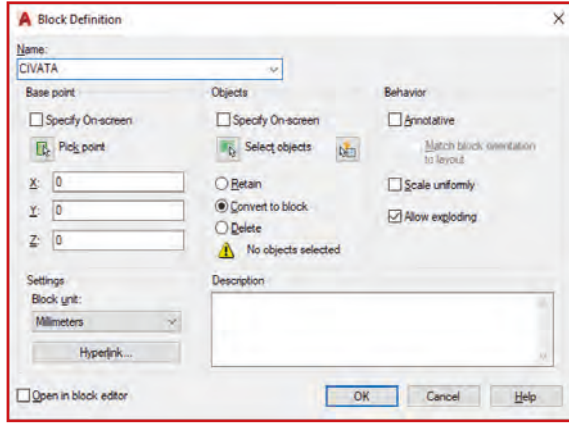 A Block Definition
Name:
CIVATA
Base point
Specify On-screen
Pick point
X: 0
Y: 0
Z: 0
Objects
Specify On-screen
Select objects
Retain
Convert to block
Delete
No objects selected
Behavior
Annotative
Match block orientation
to layout
Scale uniformly
Allow exploding
Settings
Block unit:
Millimeters
Hyperlink...
Description
Open in block editor
OK
Cancel
Help